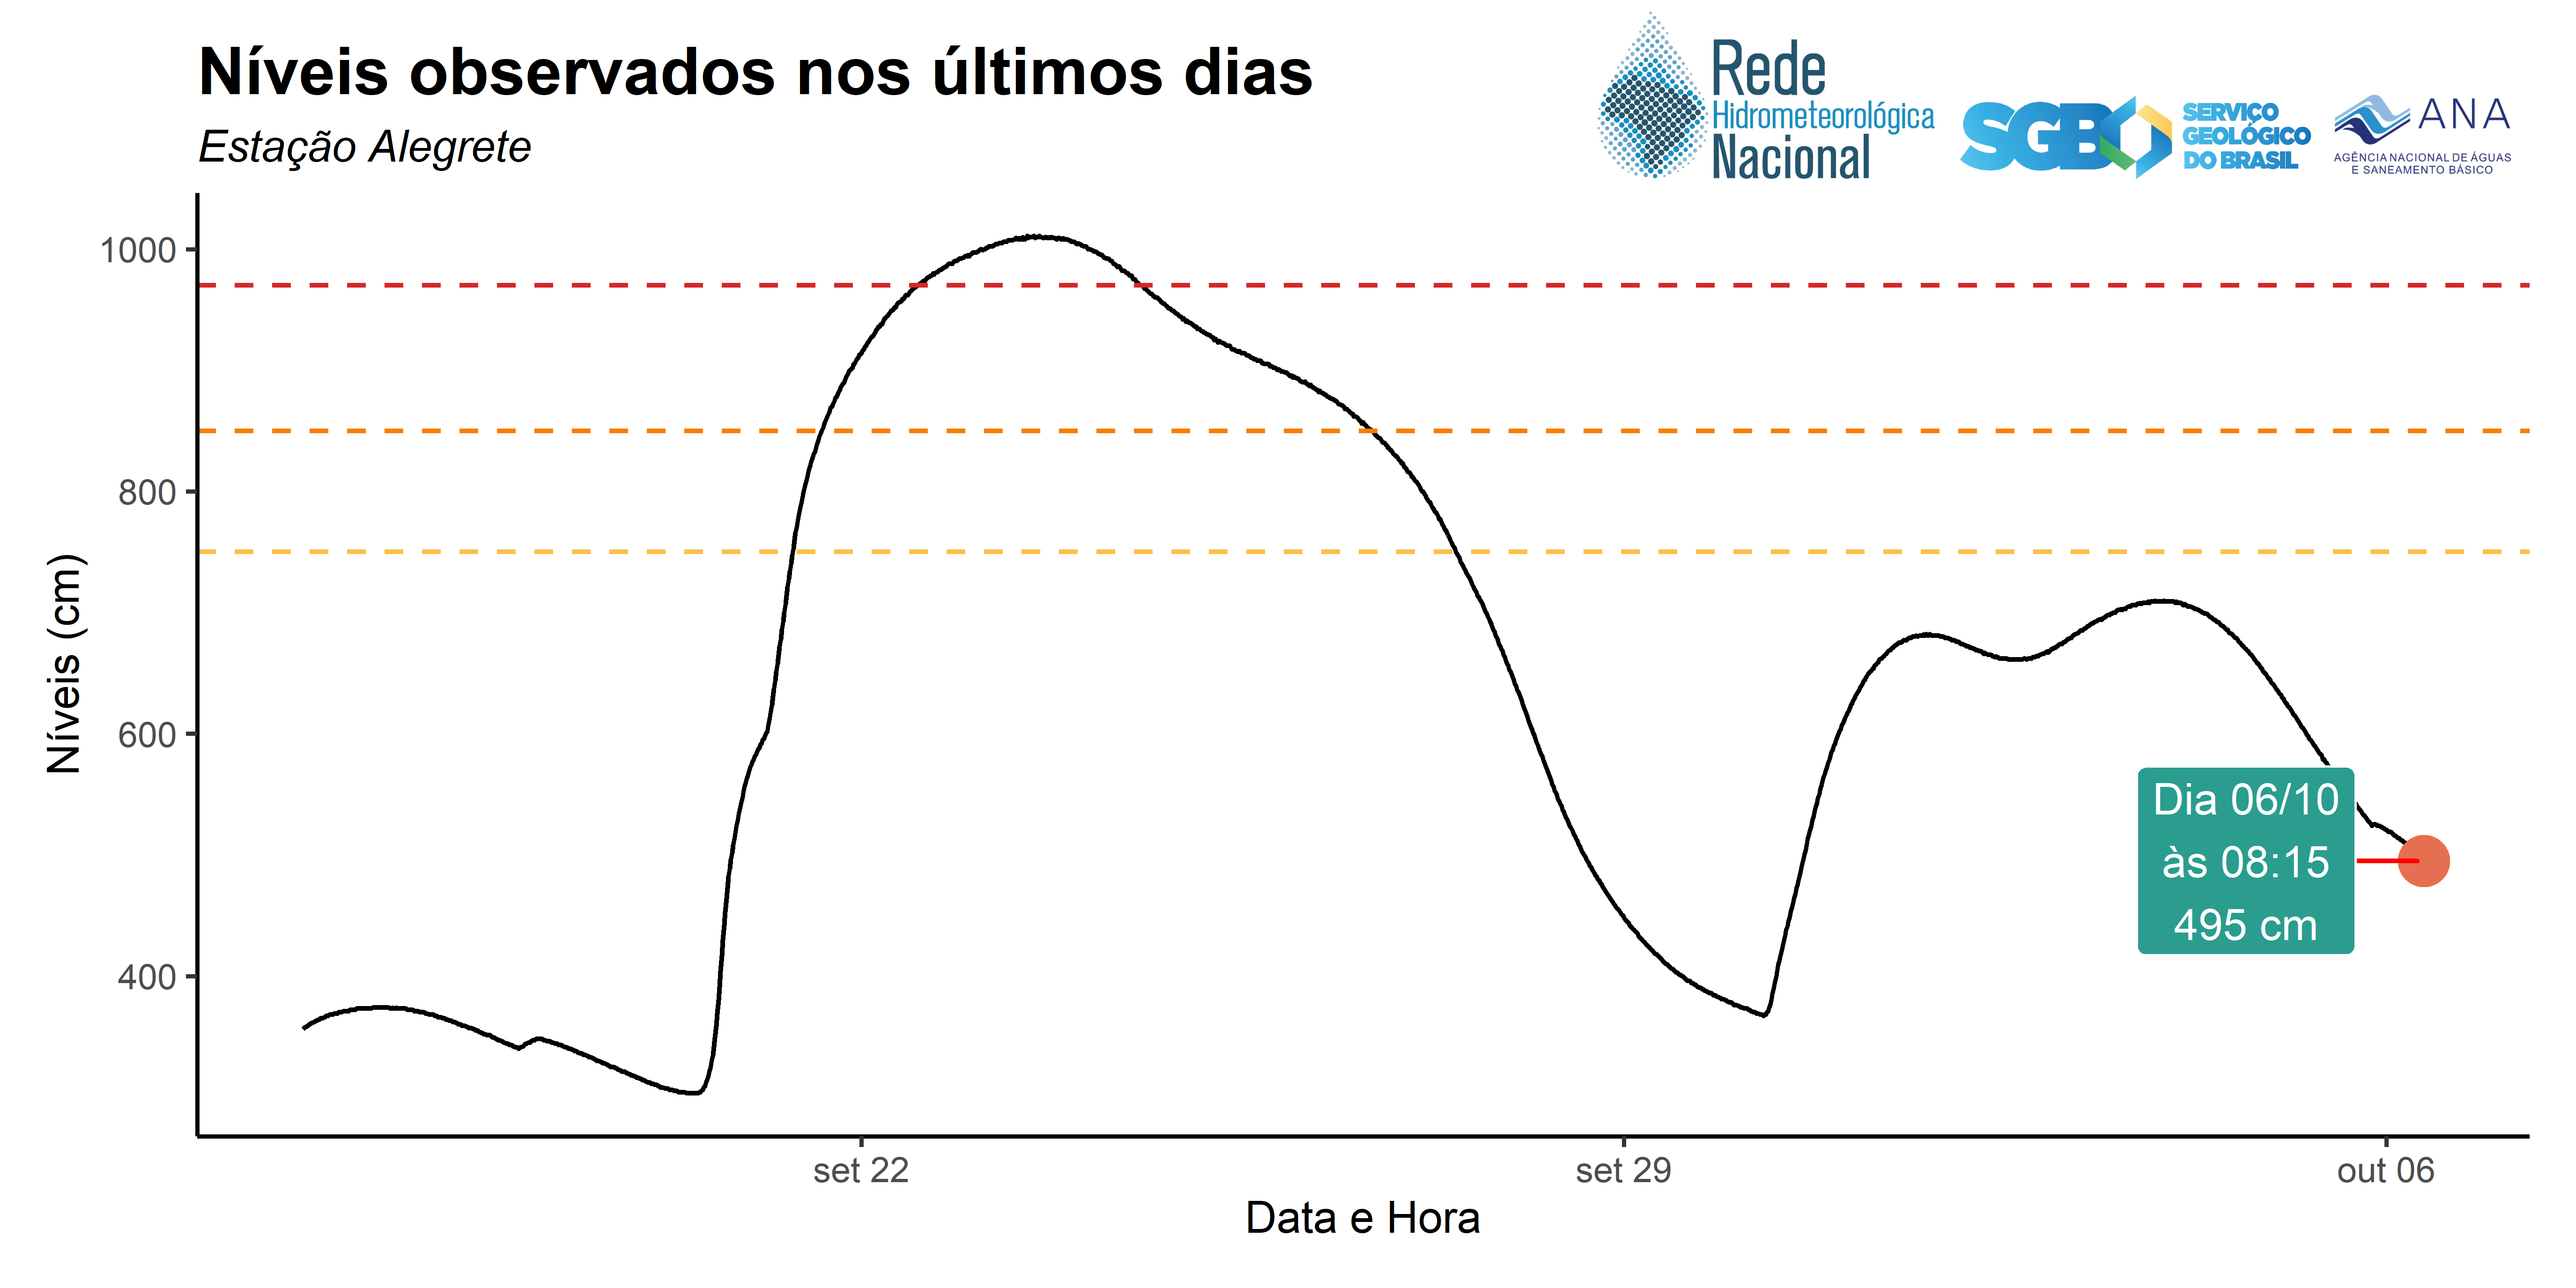 Níveis observados nos últimos dias
Estação Alegrete
Rede
Hidrometeorológica
Nacional
SGB
SERVIÇO
GEOLÓGICO
DO BRASIL
ANA
AGÊNCIA NACIONAL DE ÁGUAS
E SANEAMENTO BÁSICO
Níveis (cm)
1000
800
600
400
Dia 06/10
às 08:15
495 cm
set 22
set 29
out 06
Data e Hora